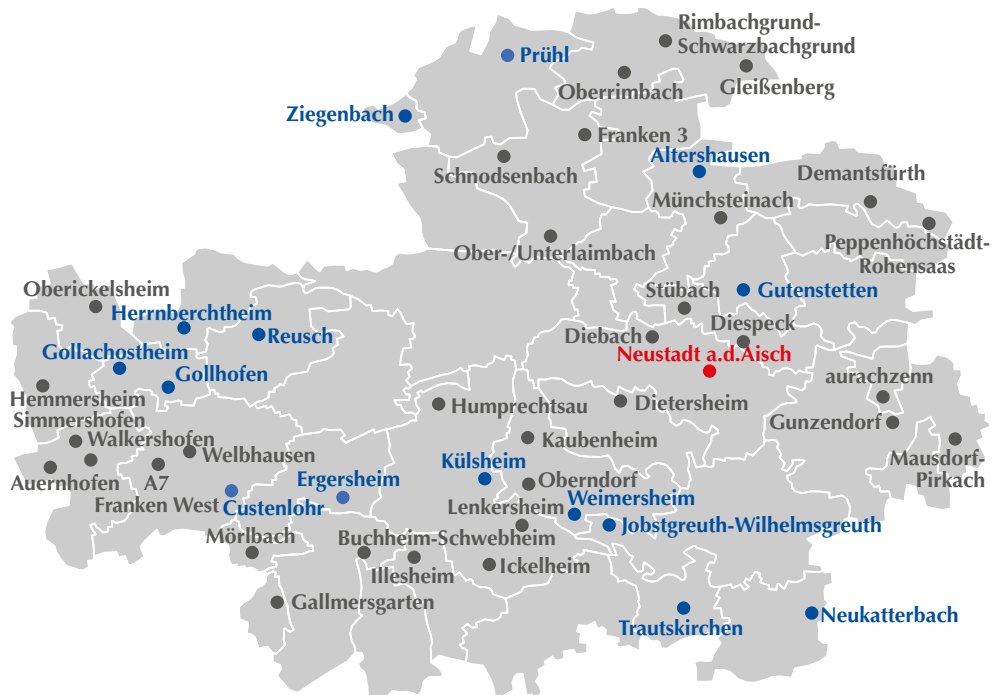 Rimbachgrund-
Schwarzbachgrund
Prühl
Gleißenberg
Oberrimbach
Ziegenbach
Franken 3
Altershausen
Schnodsenbach
Demantsfürth
Münchsteinach
Peppenhöchstädt-
Rohensaas
Ober-/Unterlaimbach
Oberickelsheim
Stübach
Gutenstetten
Herrnberchtheim
Reusch
Diebach
Diespeck
Gollachostheim
Neustadt a.d.Aisch
Gollhofen
aurachzenn
Hemmersheim
Simmershofen
Humprechtsau
Dietersheim
Gunzendorf
Walkershofen
Kaubenheim
Welbhausen
Mausdorf-
Pirkach
Auernhofen
A7
Külsheim
Ergersheim
Oberndorf
Franken West
Custenlohr
Lenkersheim
Weimersheim
Jobstgreuth-Wilhelmsgreuth
Mörlbach
Buchheim-Schwebheim
Illesheim
Ickelheim
Gallmersgarten
Trautskirchen
Neukatterbach